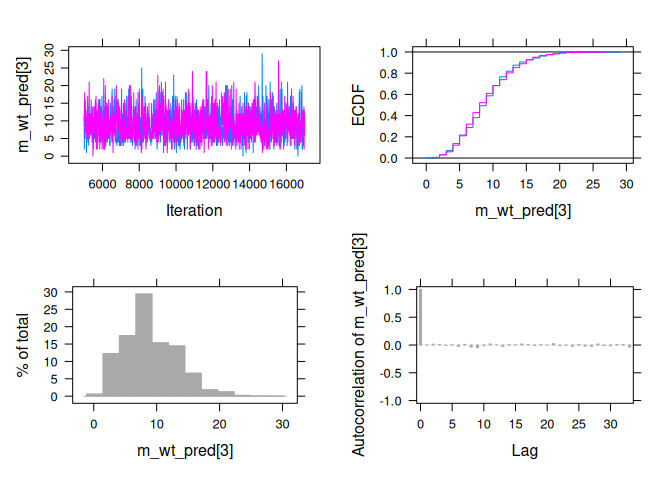 m_wt_pred[3]
30
25
20
15
10
5
0
6000 8000 10000 12000 14000 16000
Iteration
ECDF
1.0
0.8
0.6
0.4
0.2
0.0
0 5 10 15 20 25 30
m_wt_pred[3]
% of total
30
25
20
15
10
5
0
0 10 20 30
m_wt_pred[3]
Autocorrelation of m_wt_pred[3]
1.0
0.5
0.0
-0.5
-1.0
0 5 10 15 20 25 30
Lag